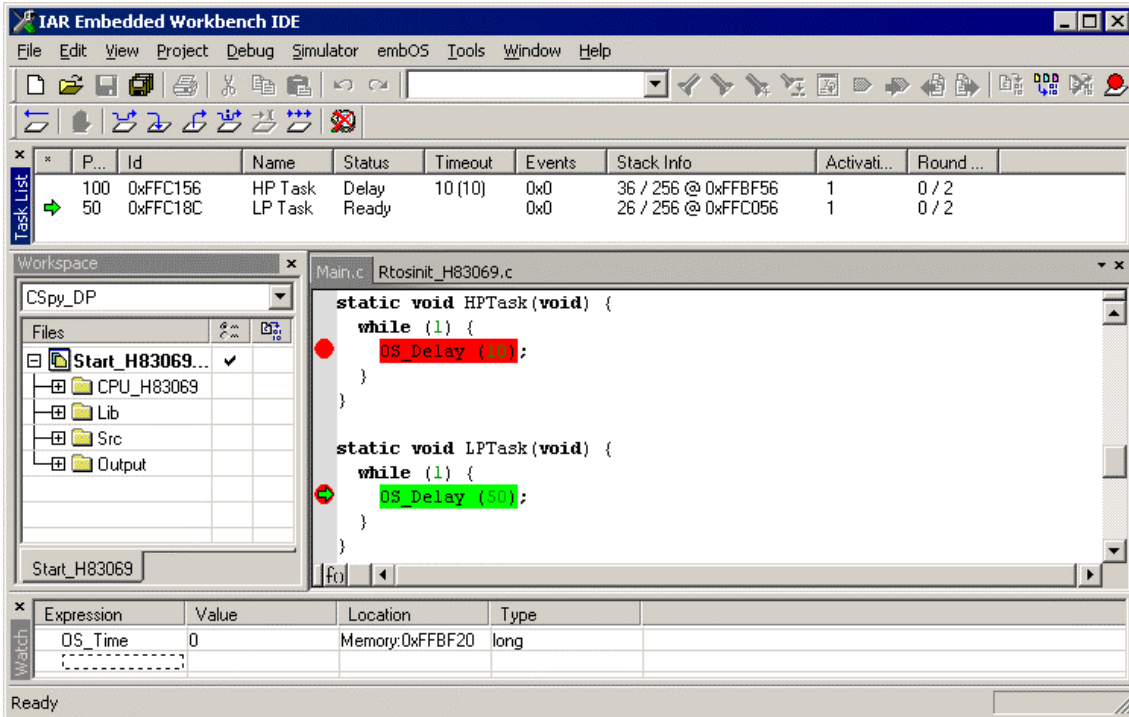 IAR Embedded Workbench IDE
File Edit View Project Debug Simulator embOS Tools Window Help
* P... Id Name Status Timeout Events Stack Info Activati... Round ...
100 0xFFC156 HP Task Delay 10 (10) 0x0 36 / 256 @ 0xFFBF56 1 0 / 2
50 0xFFC18C LP Task Ready 0x0 26 / 256 @ 0xFFC056 1 0 / 2
Task List
Workspace
CSpy_DP
Files
Start_H83069...
CPU_H83069
Lib
Src
Output
Start_H83069
Main.c Rtosinit_H83069.c
static void HPTask(void) {
while (1) {
OS_Delay (10);
}
}
static void LPTask(void) {
while (1) {
OS_Delay (50);
}
}
Expression Value Location Type
OS_Time 0 Memory:0xFFBF20 long
Watch
Ready